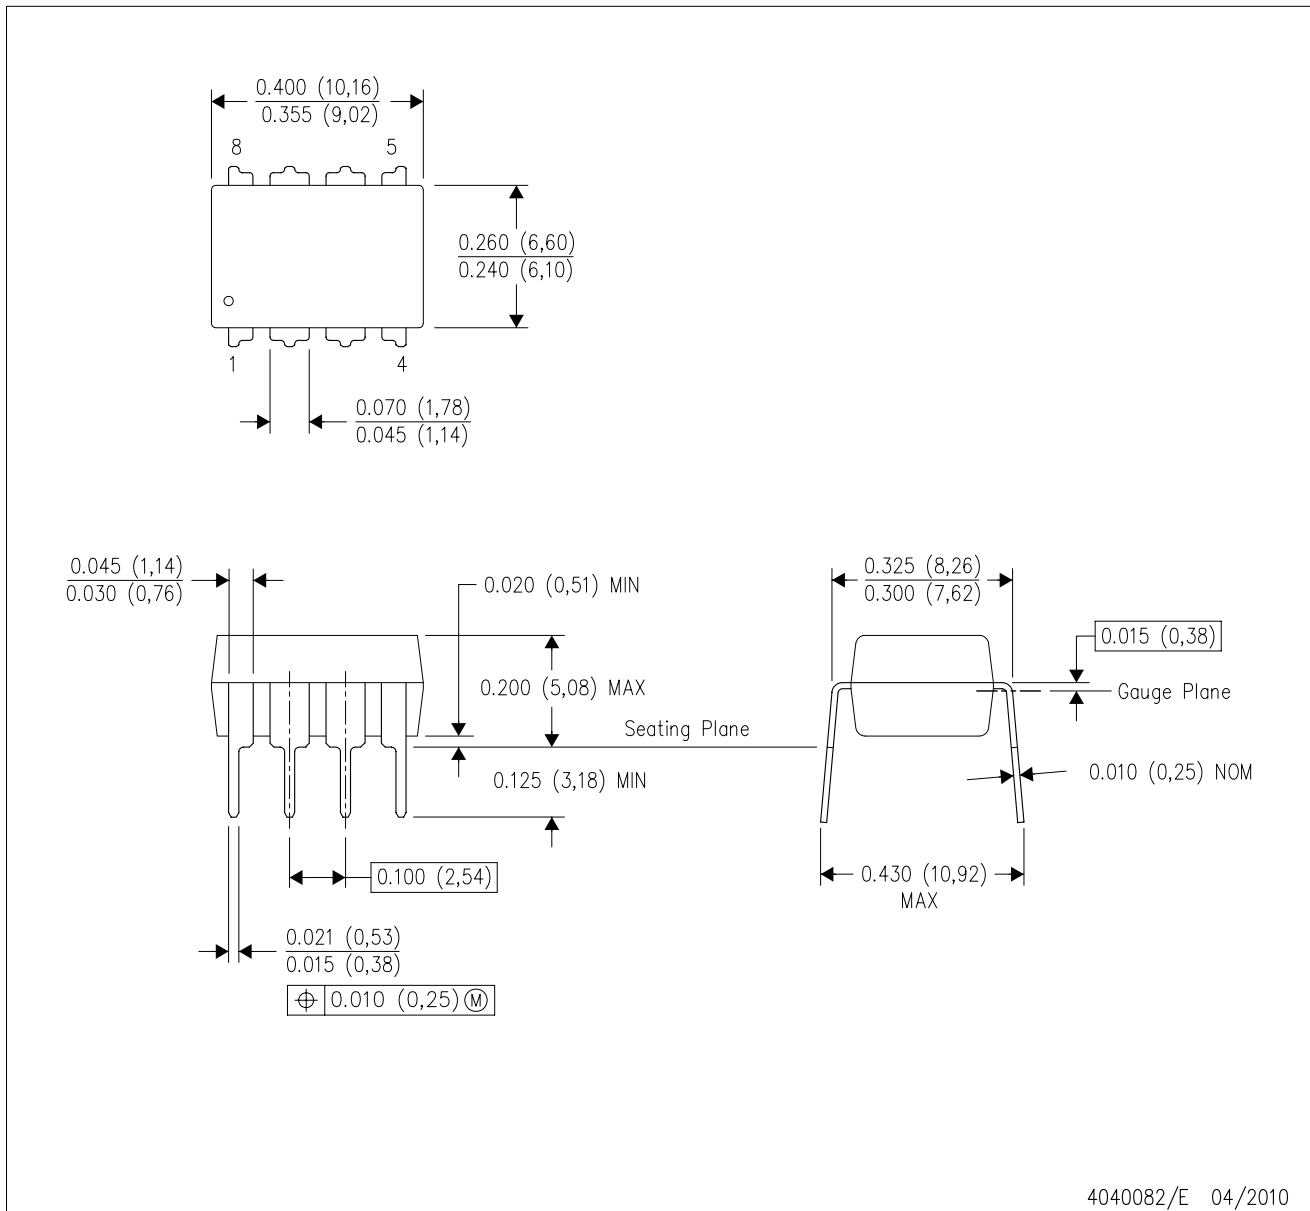 0.400 (10,16)
0.355 (9,02)
8 5
0.260 (6,60)
0.240 (6,10)
1 4
0.070 (1,78)
0.045 (1,14)
0.045 (1,14)
0.030 (0,76)
0.020 (0,51) MIN
0.200 (5,08) MAX
Seating Plane
0.125 (3,18) MIN
0.100 (2,54)
0.021 (0,53)
0.015 (0,38)
⌖ 0.010 (0,25) Ⓜ
0.325 (8,26)
0.300 (7,62)
0.015 (0,38)
Gauge Plane
0.010 (0,25) NOM
0.430 (10,92)
MAX
4040082/E 04/2010